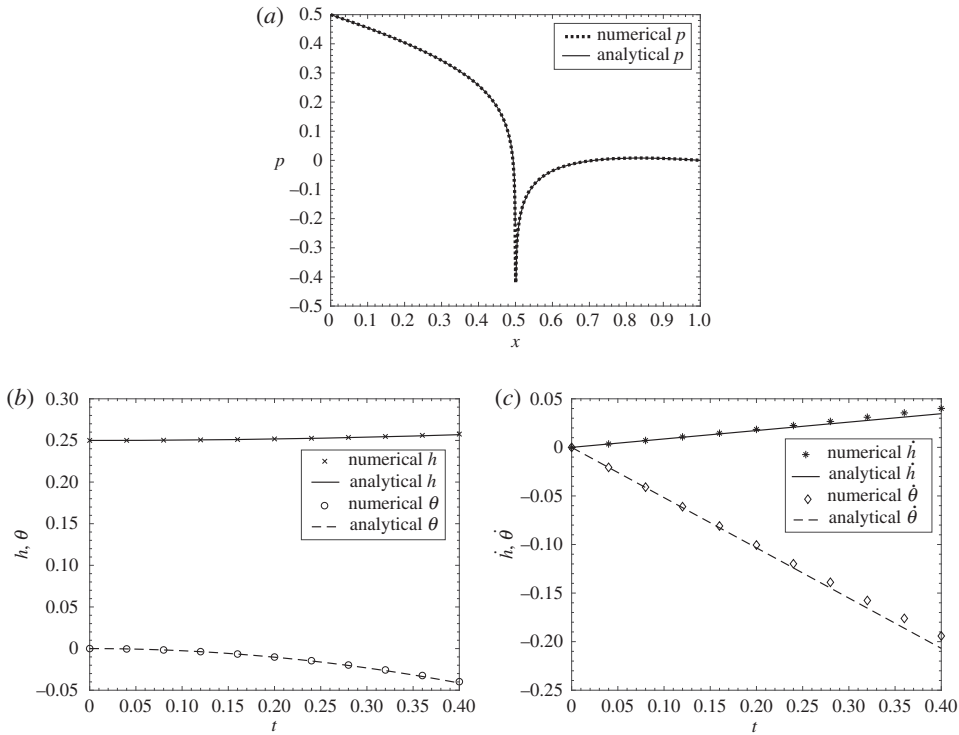 (a)
0.5
0.4
0.3
0.2
0.1
0
–0.1
–0.2
–0.3
–0.4
–0.5
p
numerical p
analytical p
0 0.1 0.2 0.3 0.4 0.5 0.6 0.7 0.8 0.9 1.0
x
(b)
0.30
0.25
0.20
0.15
0.10
0.05
0
–0.05
h, θ
numerical h
analytical h
numerical θ
analytical θ
0 0.05 0.10 0.15 0.20 0.25 0.30 0.35 0.40
t
(c)
0.05
0
–0.05
–0.10
–0.15
–0.20
–0.25
ḣ, θ̇
numerical ḣ
analytical ḣ
numerical θ̇
analytical θ̇
0 0.05 0.10 0.15 0.20 0.25 0.30 0.35 0.40
t